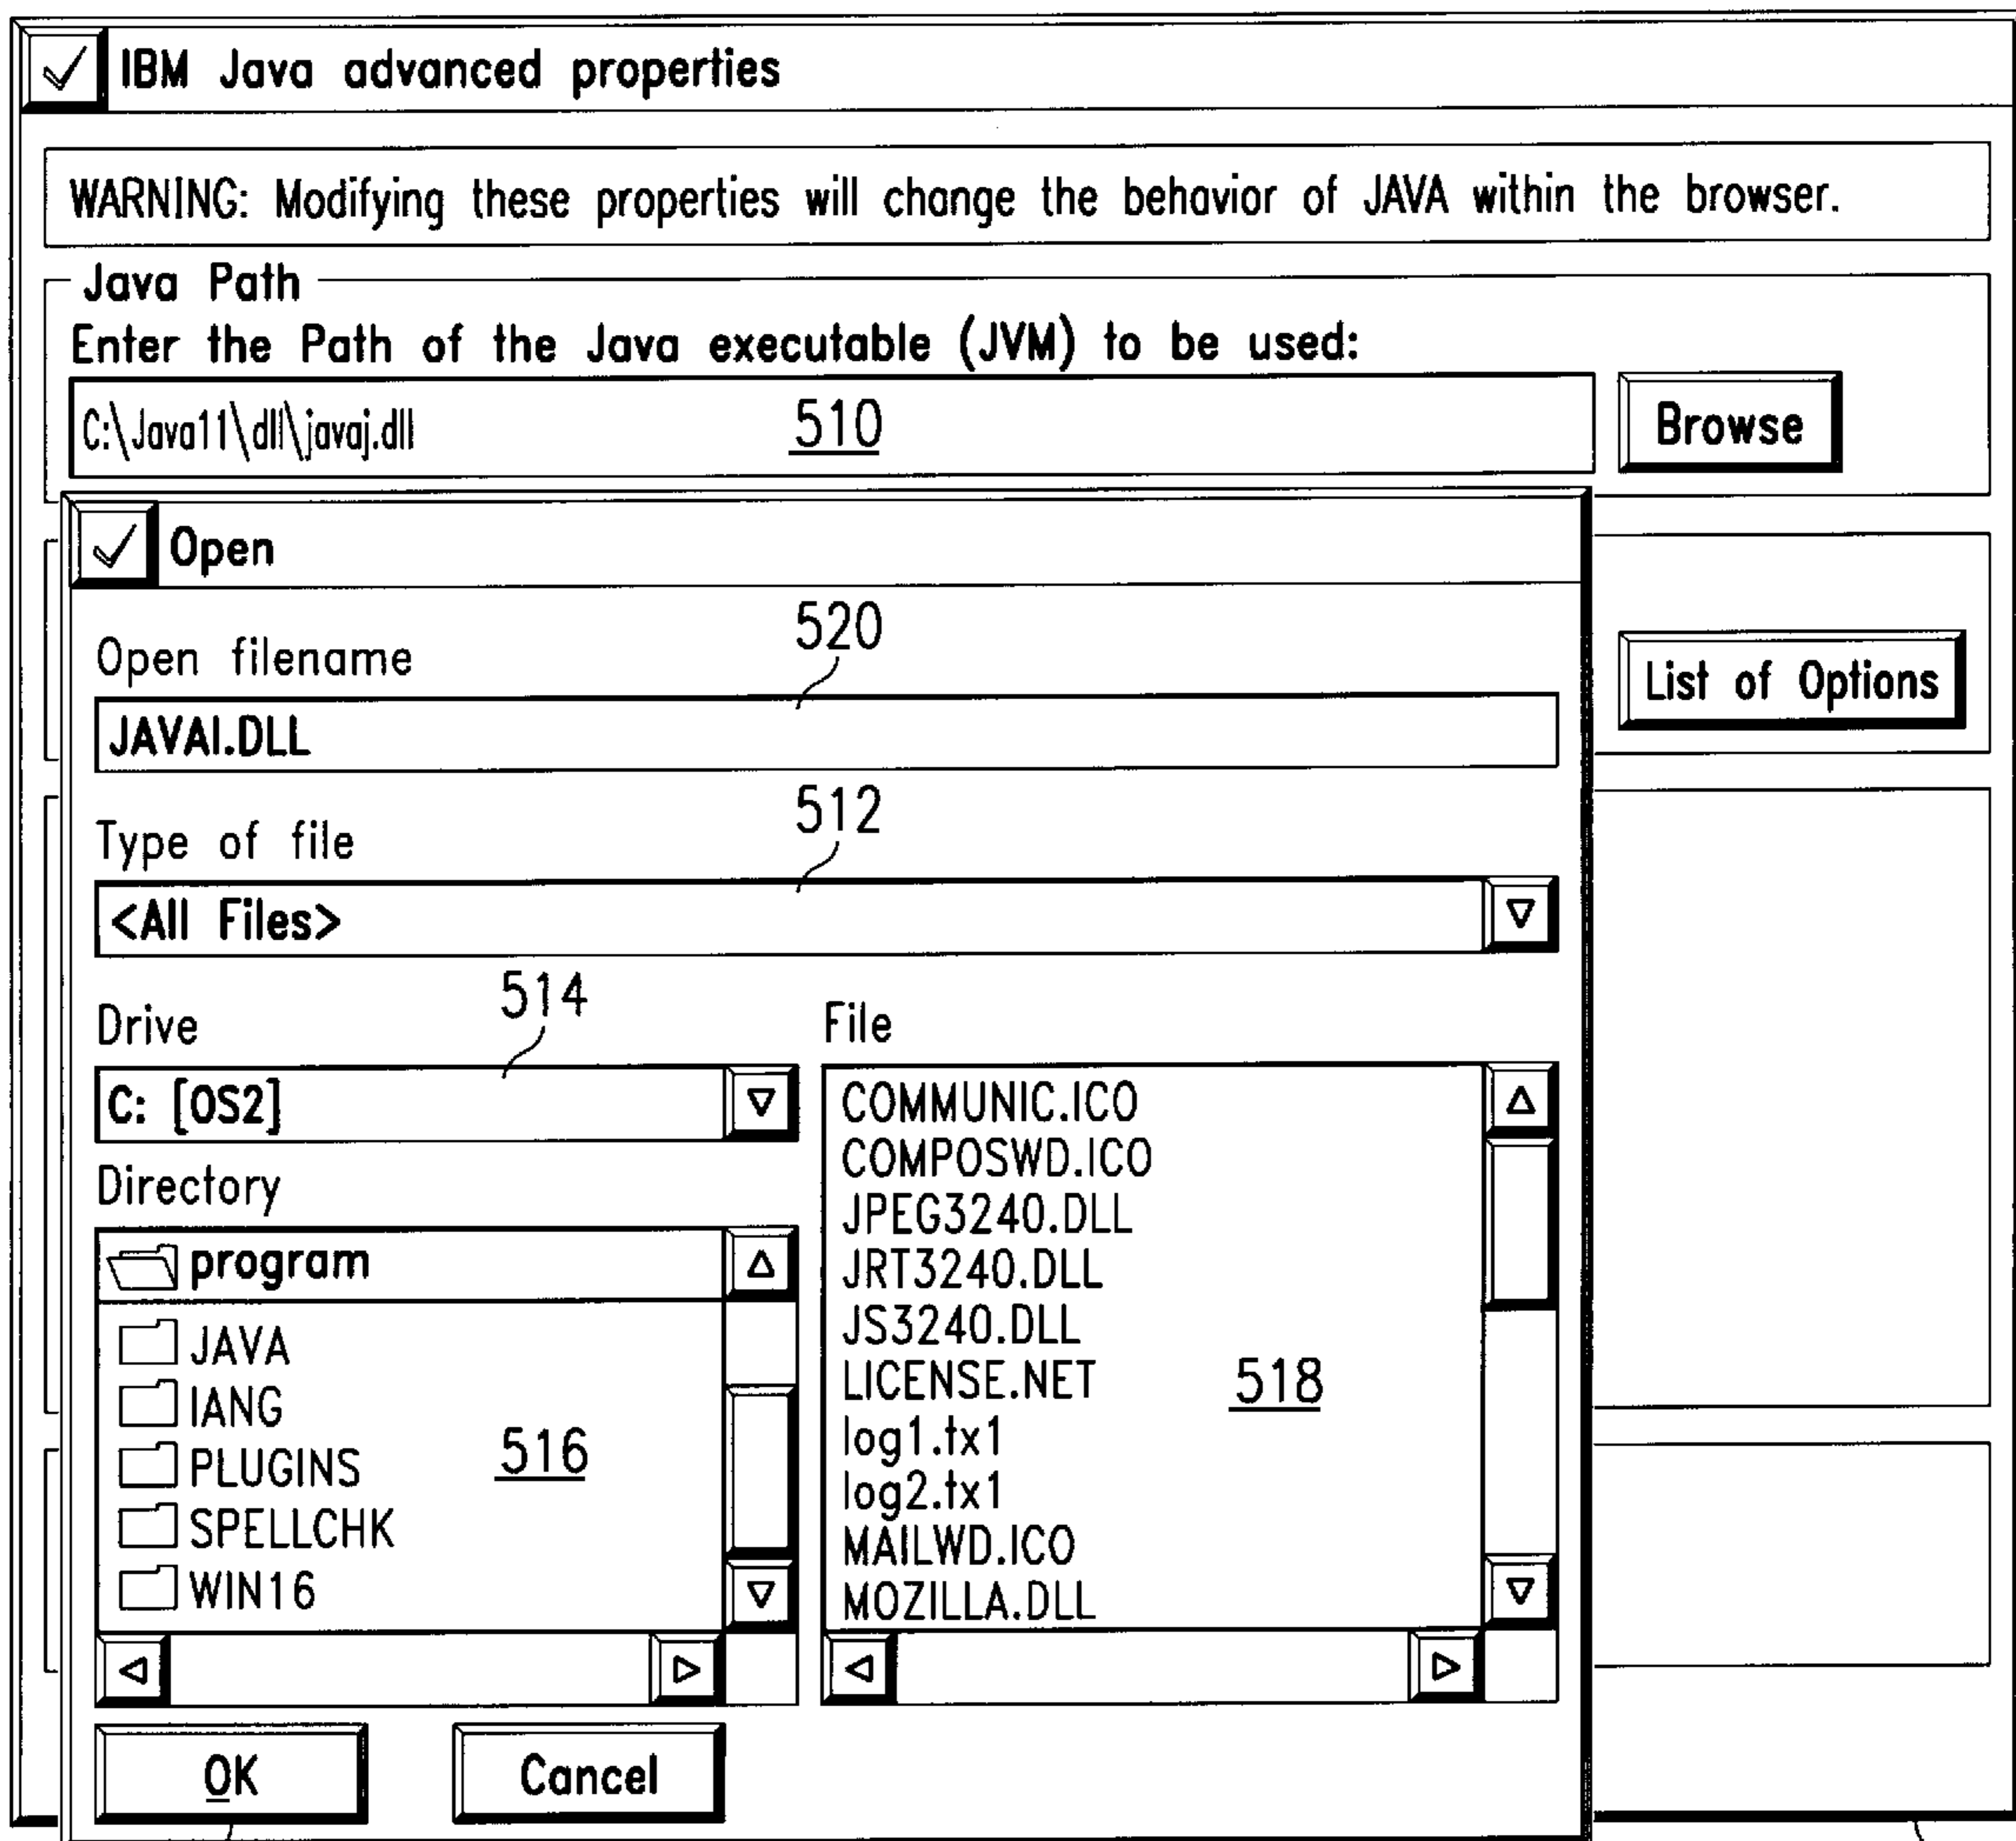 IBM Java advanced properties
WARNING: Modifying these properties will change the behavior of JAVA within the browser.
Java Path
Enter the Path of the Java executable (JVM) to be used:
C:\Java11\dll\javaj.dll
510
Browse
Open
Open filename
520
JAVAI.DLL
List of Options
Type of file
512
<All Files>
Drive
514
C: [OS2]
Directory
program
JAVA
IANG
PLUGINS
SPELLCHK
WIN16
516
File
COMMUNIC.ICO
COMPOSWD.ICO
JPEG3240.DLL
JRT3240.DLL
JS3240.DLL
LICENSE.NET
log1.tx1
log2.tx1
MAILWD.ICO
MOZILLA.DLL
518
OK
Cancel